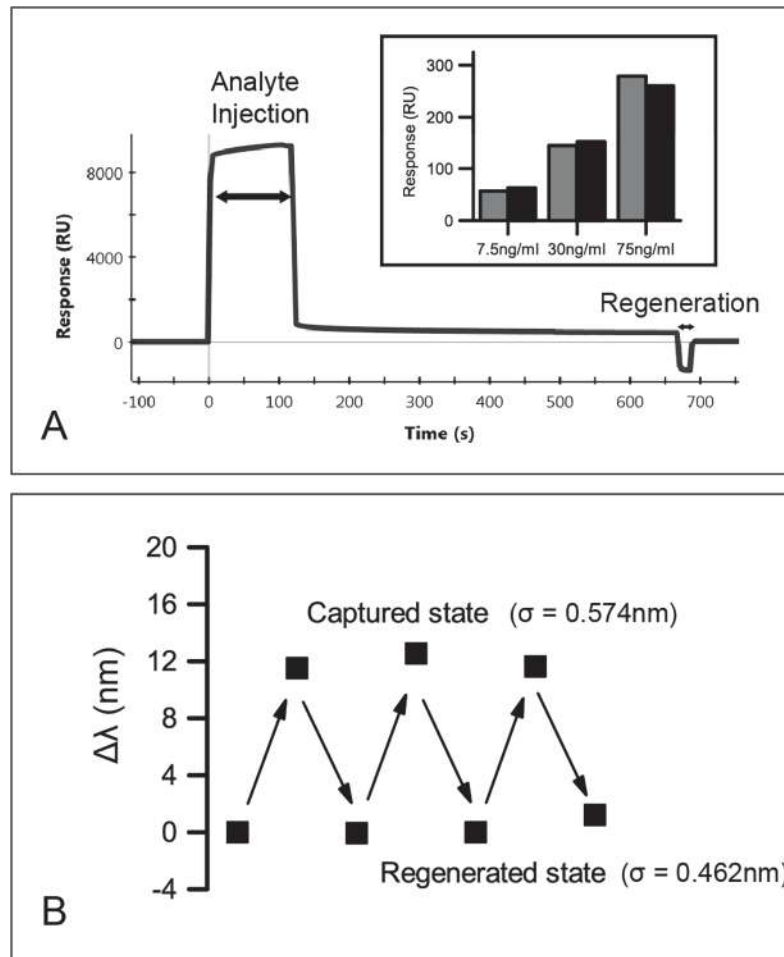 Analyte
Injection
Response (RU)
8000
4000
0
-100
0
100
200
300
400
500
600
700
Time (s)
Regeneration
A
Response (RU)
300
200
100
0
7.5ng/ml
30ng/ml
75ng/ml
Δλ (nm)
20
16
12
8
4
0
-4
Captured state (σ = 0.574nm)
Regenerated state (σ = 0.462nm)
B